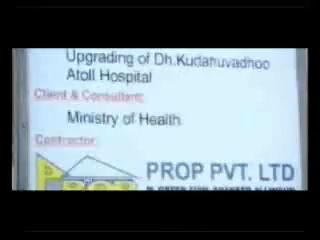 Upgrading of Dh.Kudahuvadhoo
Atoll Hospital
Client & Consultant:
Ministry of Health
Contractor:
PROP PVT. LTD